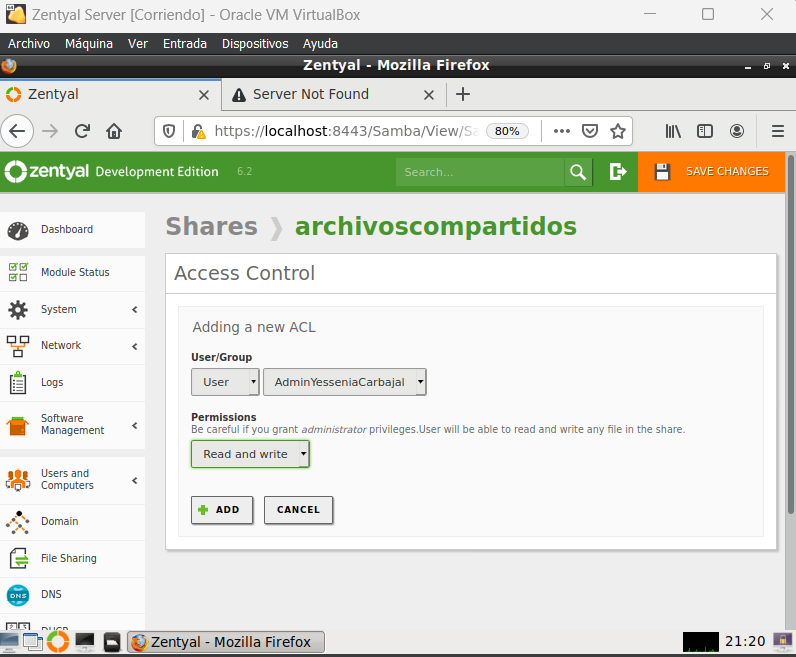 Zentyal Server [Corriendo] - Oracle VM VirtualBox
Archivo Máquina Ver Entrada Dispositivos Ayuda
Zentyal - Mozilla Firefox
Zentyal Server Not Found
https://localhost:8443/Samba/View/Sa 80%
zentyal Development Edition 6.2 Search... SAVE CHANGES
Dashboard
Module Status
System
Network
Logs
Software
Management
Users and
Computers
Domain
File Sharing
DNS
DNS
Shares archivoscompartidos
Access Control
Adding a new ACL
User/Group
User AdminYesseniaCarbajal
Permissions
Be careful if you grant administrator privileges.User will be able to read and write any file in the share.
Read and write
ADD CANCEL
Zentyal - Mozilla Firefox 21:20